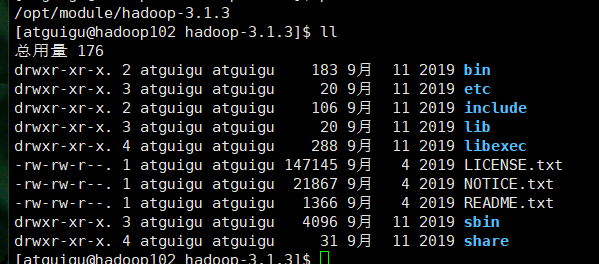 /opt/module/hadoop-3.1.3
[atguigu@hadoop102 hadoop-3.1.3]$ ll
总用量 176
drwxr-xr-x. 2 atguigu atguigu    183 9月  11 2019 bin
drwxr-xr-x. 3 atguigu atguigu     20 9月  11 2019 etc
drwxr-xr-x. 2 atguigu atguigu    106 9月  11 2019 include
drwxr-xr-x. 3 atguigu atguigu     20 9月  11 2019 lib
drwxr-xr-x. 4 atguigu atguigu    288 9月  11 2019 libexec
-rw-rw-r--. 1 atguigu atguigu 147145 9月   4 2019 LICENSE.txt
-rw-rw-r--. 1 atguigu atguigu  21867 9月   4 2019 NOTICE.txt
-rw-rw-r--. 1 atguigu atguigu   1366 9月   4 2019 README.txt
drwxr-xr-x. 3 atguigu atguigu   4096 9月  11 2019 sbin
drwxr-xr-x. 4 atguigu atguigu     31 9月  11 2019 share
[atguigu@hadoop102 hadoop-3.1.3]$